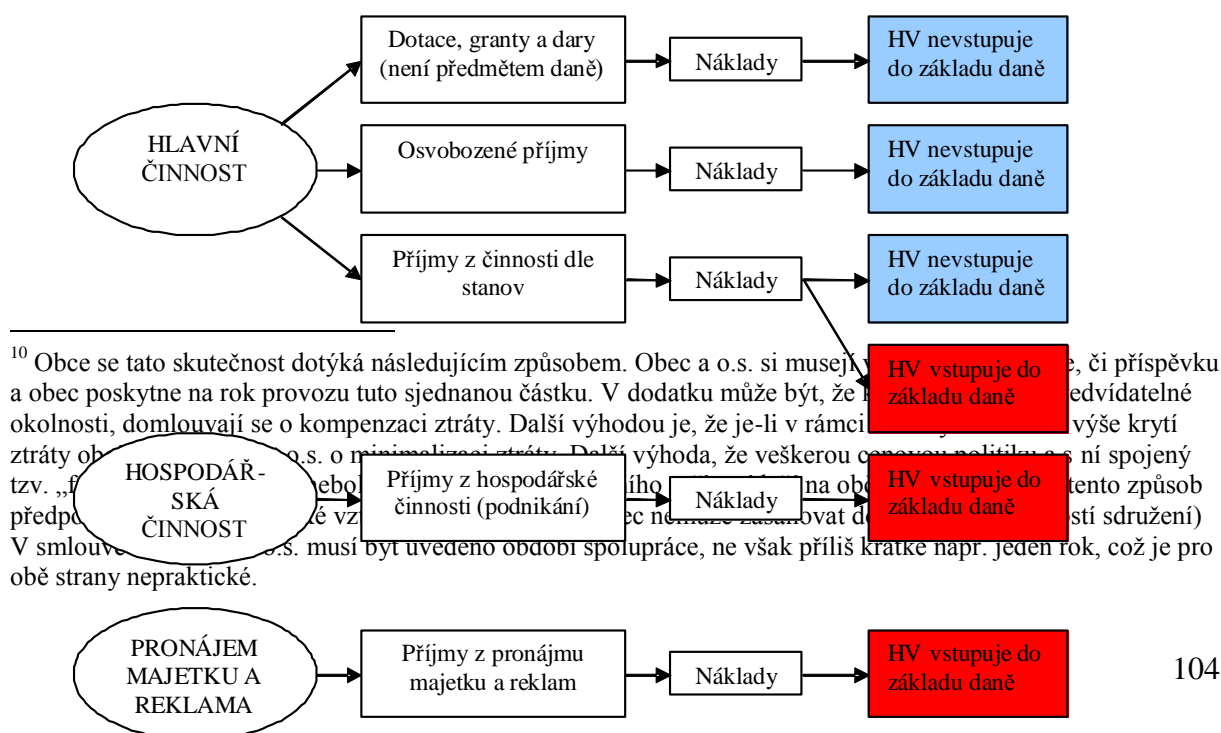 Dotace, granty a dary
(není předmětem daně)
Náklady
HV nevstupuje
do základu daně
HLAVNÍ
ČINNOST
Osvobozené příjmy
Náklady
HV nevstupuje
do základu daně
Příjmy z činnosti dle
stanov
Náklady
HV nevstupuje
do základu daně
HV vstupuje do
základu daně
10 Obce se tato skutečnost dotýká následujícím způsobem. Obec a o.s. si musejí či příspěvku
a obec poskytne na rok provozu tuto sjednanou částku. V dodatku může být, že
okolnosti, domlouvají se o kompenzaci ztráty. Další výhodou je, že je-li v rámci výše krytí
ztráty o.s. o minimalizaci ztráty. Další výhoda, že veškerou cenovou politiku a s ní spojený
tzv. na tento způsob
sdružení)
V o.s. musí být uvedeno období spolupráce, ne však příliš krátké např. jeden rok, což je pro
obě strany nepraktické.
HOSPODÁŘ-
SKÁ
ČINNOST
Příjmy z hospodářské
činnosti (podnikání)
Náklady
HV vstupuje do
základu daně
PRONÁJEM
MAJETKU A
REKLAMA
Příjmy z pronájmu
majetku a reklam
Náklady
HV vstupuje do
základu daně
104